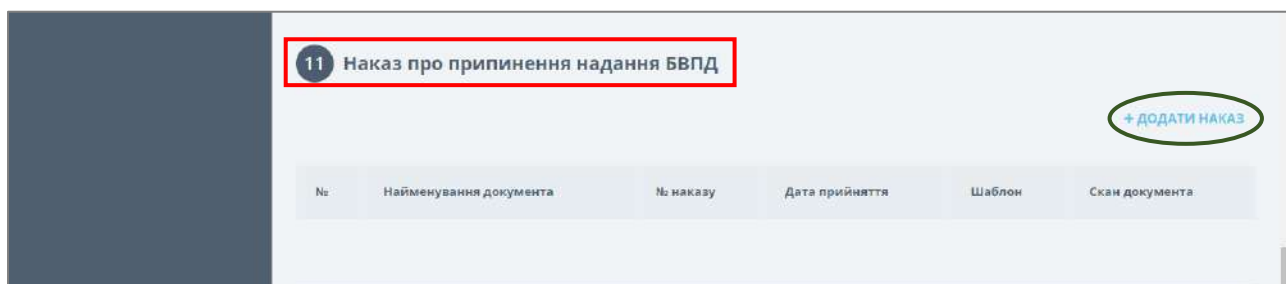 11 Наказ про припинення надання БВПД
+ ДОДАТИ НАКАЗ
№ Найменування документа № наказу Дата прийняття Шаблон Скан документа